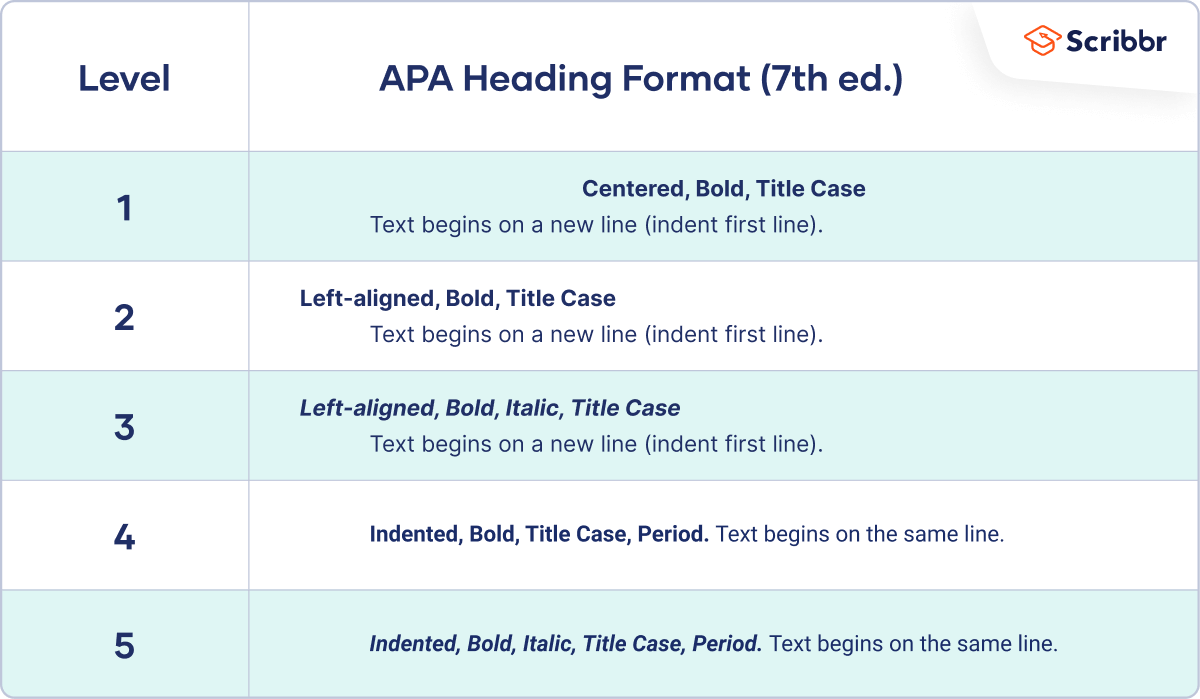 Scribbr
Level
APA Heading Format (7th ed.)
1
Centered, Bold, Title Case
Text begins on a new line (indent first line).
2
Left-aligned, Bold, Title Case
Text begins on a new line (indent first line).
3
Left-aligned, Bold, Italic, Title Case
Text begins on a new line (indent first line).
4
Indented, Bold, Title Case, Period. Text begins on the same line.
5
Indented, Bold, Italic, Title Case, Period. Text begins on the same line.